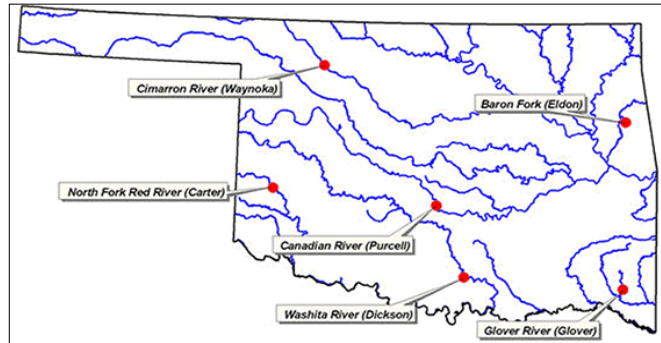 Cimarron River (Waynoka)
Baron Fork (Eldon)
North Fork Red River (Carter)
Canadian River (Purcell)
Washita River (Dickson)
Glover River (Glover)